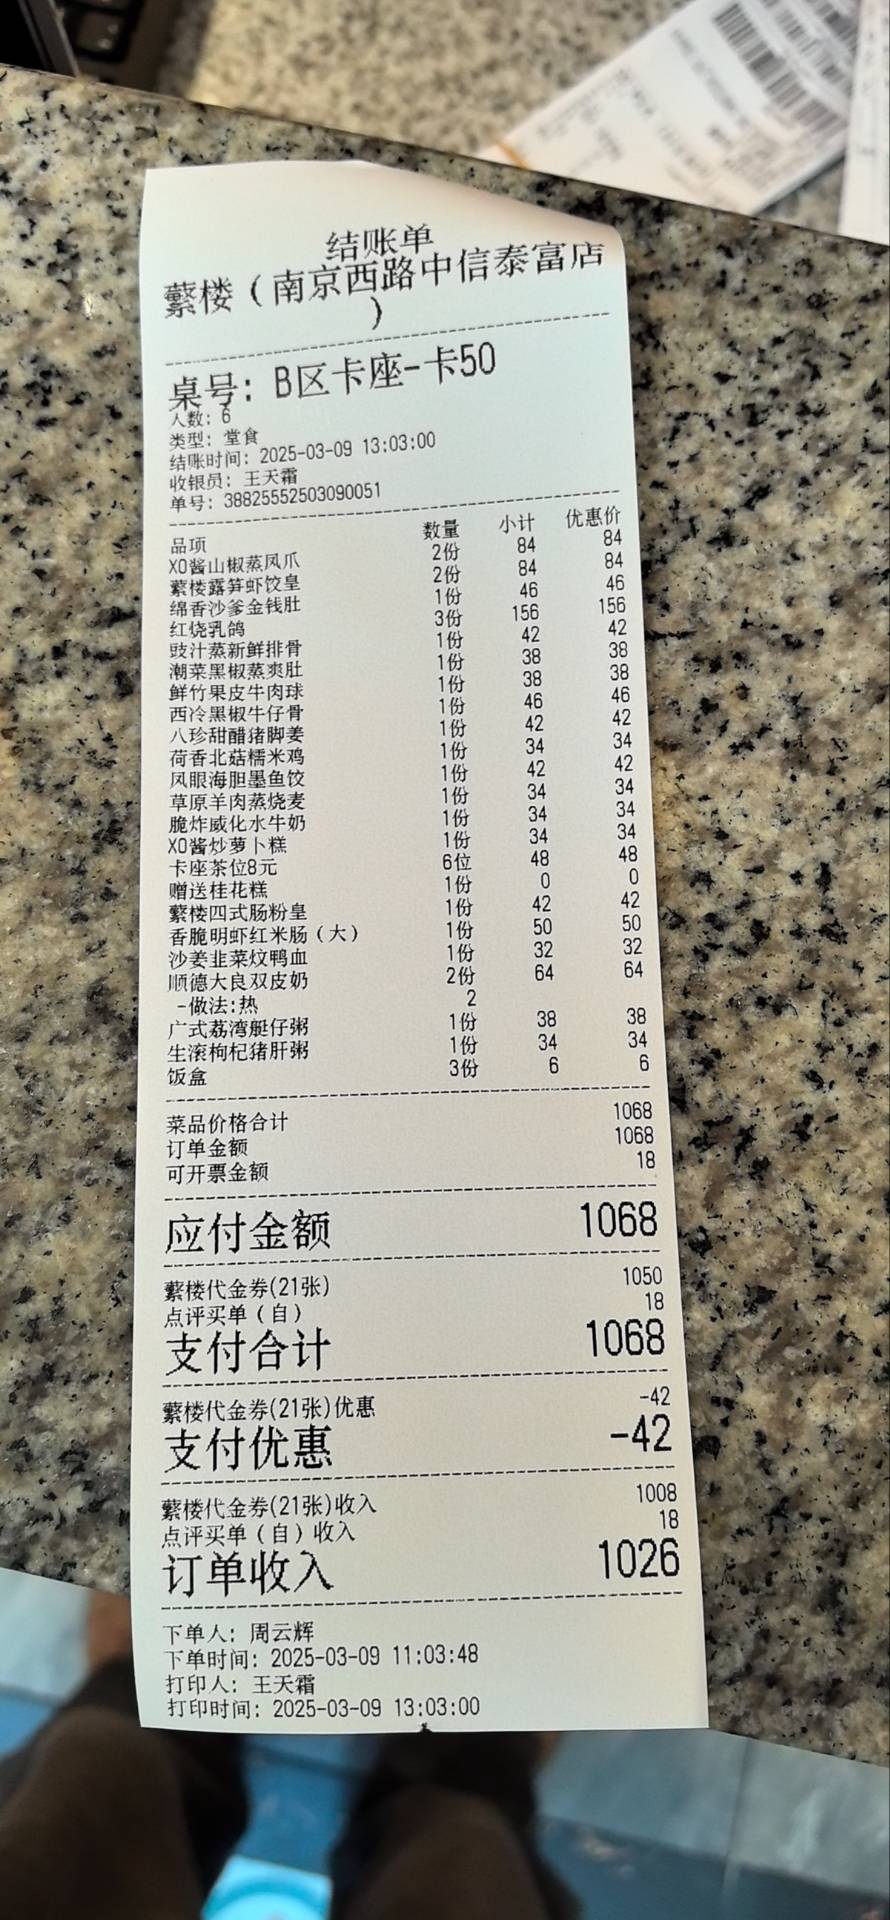 结账单
蘩楼（南京西路中信泰富店
）
桌号: B区卡座-卡50
人数: 6
类型: 堂食
结账时间: 2025-03-09 13:03:00
收银员: 王天霜
单号: 38825552503090051
品项 数量 小计 优惠价
XO酱山椒蒸凤爪 2份 84 84
蘩楼露笋虾饺皇 2份 84 84
绵香沙爹金钱肚 1份 46 46
红烧乳鸽 3份 156 156
豉汁蒸新鲜排骨 1份 42 42
潮菜黑椒蒸爽肚 1份 38 38
鲜竹果皮牛肉球 1份 38 38
西冷黑椒牛仔骨 1份 46 46
八珍甜醋猪脚姜 1份 42 42
荷香北菇糯米鸡 1份 34 34
凤眼海胆墨鱼饺 1份 42 42
草原羊肉蒸烧麦 1份 34 34
脆炸威化水牛奶 1份 34 34
XO酱炒萝卜糕 1份 34 34
卡座茶位8元 6位 48 48
赠送桂花糕 1份 0 0
蘩楼四式肠粉皇 1份 42 42
香脆明虾红米肠（大） 1份 50 50
沙姜韭菜炆鸭血 1份 32 32
顺德大良双皮奶 2份 64 64
-做法:热 2
广式荔湾艇仔粥 1份 38 38
生滚枸杞猪肝粥 1份 34 34
饭盒 3份 6 6
菜品价格合计 1068
订单金额 1068
可开票金额 18
应付金额 1068
蘩楼代金券(21张) 1050
点评买单（自） 18
支付合计 1068
蘩楼代金券(21张)优惠 -42
支付优惠 -42
蘩楼代金券(21张)收入 1008
点评买单（自）收入 18
订单收入 1026
下单人: 周云辉
下单时间: 2025-03-09 11:03:48
打印人: 王天霜
打印时间: 2025-03-09 13:03:00